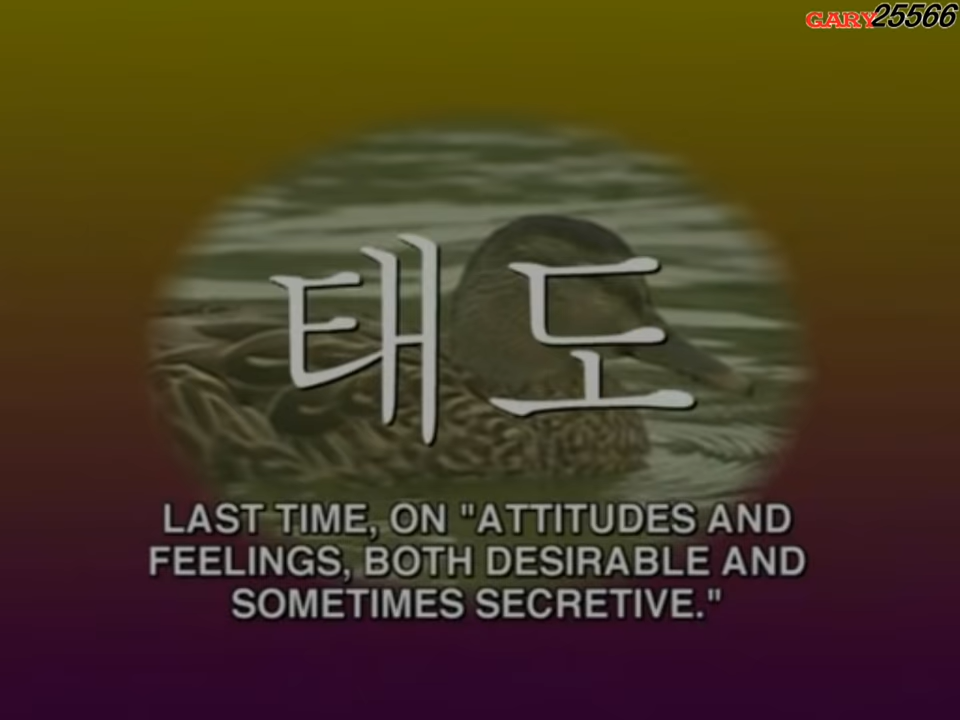 GARY25566
태도
LAST TIME, ON "ATTITUDES AND
FEELINGS, BOTH DESIRABLE AND
SOMETIMES SECRETIVE."